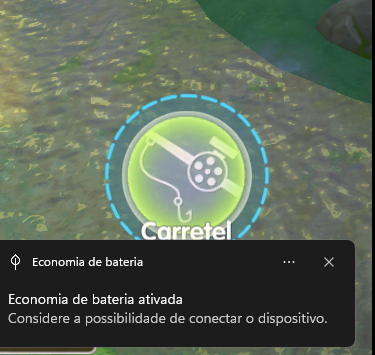 Carretel
Economia de bateria
Economia de bateria ativada
Considere a possibilidade de conectar o dispositivo.